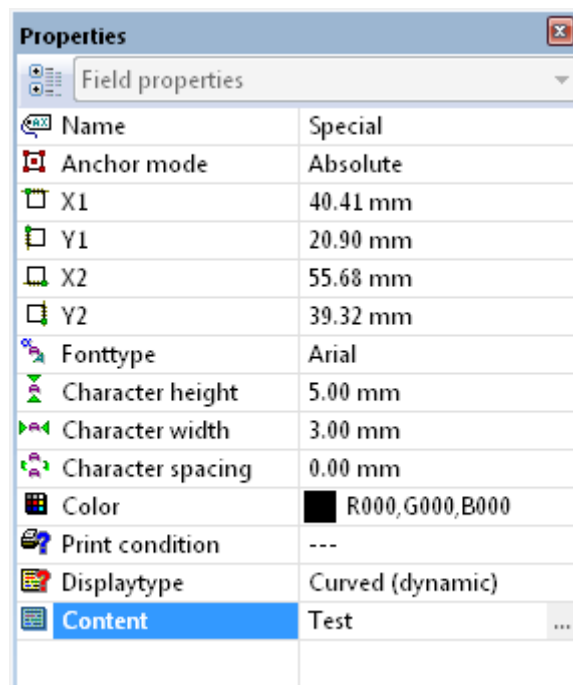 Properties
Field properties
Name Special
Anchor mode Absolute
X1 40.41 mm
Y1 20.90 mm
X2 55.68 mm
Y2 39.32 mm
Fonttype Arial
Character height 5.00 mm
Character width 3.00 mm
Character spacing 0.00 mm
Color R000,G000,B000
Print condition ---
Displaytype Curved (dynamic)
Content Test ...